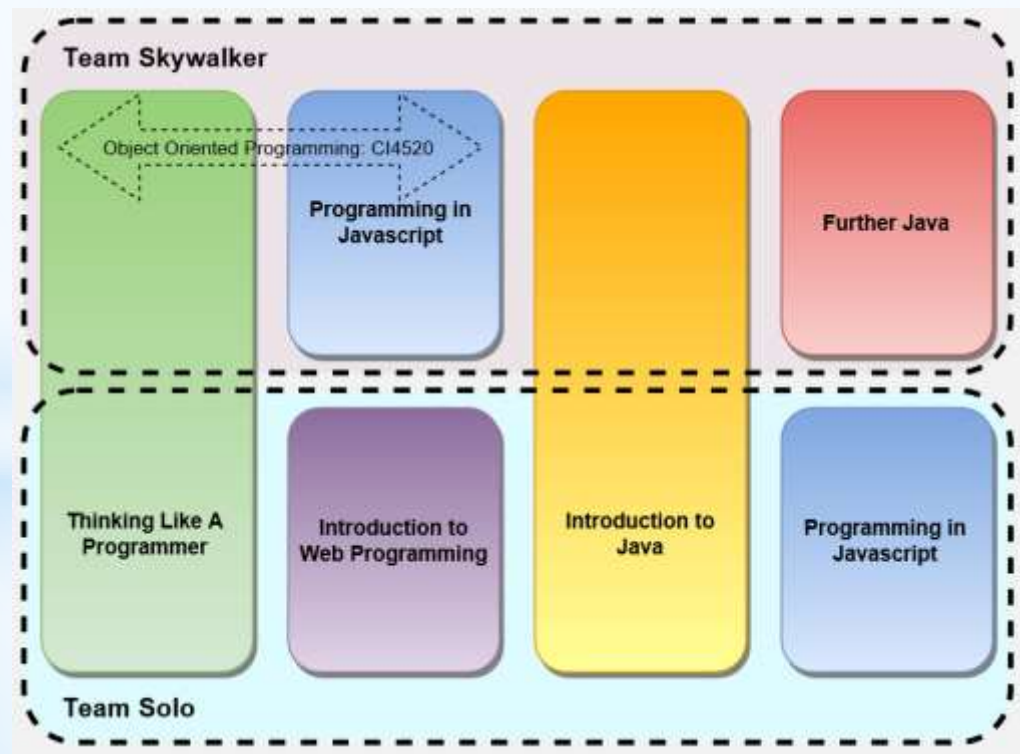 Team Skywalker
Object Oriented Programming: CI4520
Programming in
Javascript
Further Java
Thinking Like A
Programmer
Introduction to
Web Programming
Introduction to
Java
Programming in
Javascript
Team Solo